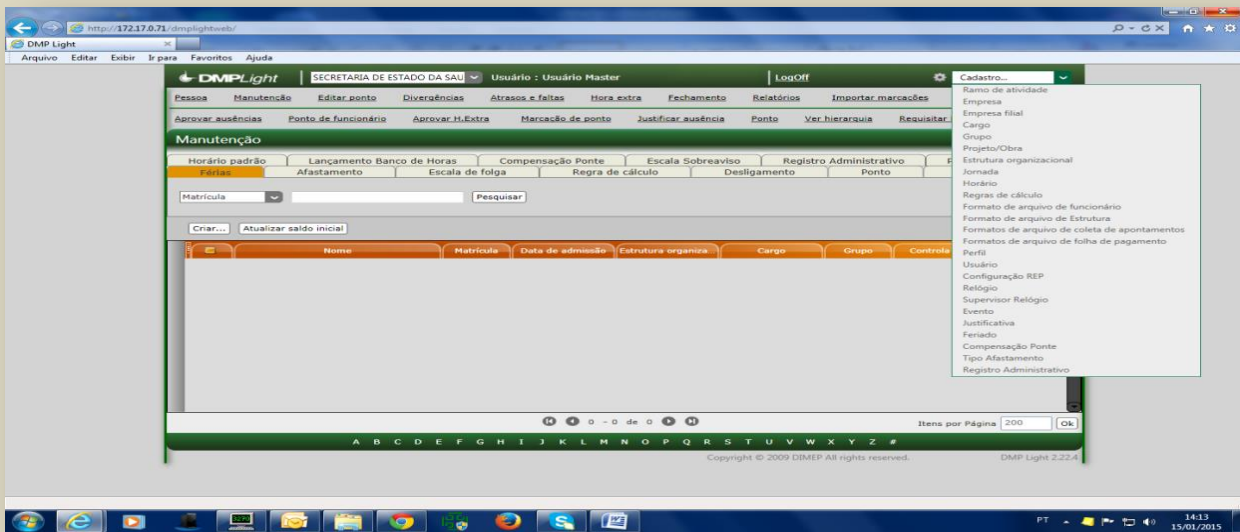 http://172.17.0.71/dmplightweb/
DMP Light
Arquivo Editar Exibir Ir para Favoritos Ajuda
DMPLight SECRETARIA DE ESTADO DA SAU Usuário : Usuário Master LogOff Cadastro...
Pessoa Manutenção Editar ponto Divergências Atrasos e faltas Hora extra Fechamento Relatórios Importar marcações
Aprovar ausências Ponto de funcionário Aprovar H.Extra Marcação de ponto Justificar ausência Ponto Ver hierarquia Requisitar
Manutenção
Horário padrão Lançamento Banco de Horas Compensação Ponte Escala Sobreaviso Registro Administrativo
Férias Afastamento Escala de folga Regra de cálculo Desligamento Ponto
Matrícula Pesquisar
Criar... Atualizar saldo inicial
Nome Matrícula Data de admissão Estrutura organiza... Cargo Grupo Controla
Ramo de atividade
Empresa
Empresa filial
Cargo
Grupo
Projeto/Obra
Estrutura organizacional
Jornada
Horário
Regras de cálculo
Formato de arquivo de funcionário
Formato de arquivo de Estrutura
Formatos de arquivo de coleta de apontamentos
Formatos de arquivo de folha de pagamento
Perfil
Usuário
Configuração REP
Relógio
Supervisor Relógio
Evento
Justificativa
Feriado
Compensação Ponte
Tipo Afastamento
Registro Administrativo
0 - 0 de 0 Itens por Página 200 Ok
A B C D E F G H I J K L M N O P Q R S T U V W X Y Z #
Copyright © 2009 DIMEP All rights reserved. DMP Light 2.22.4
PT 14:13
15/01/2015